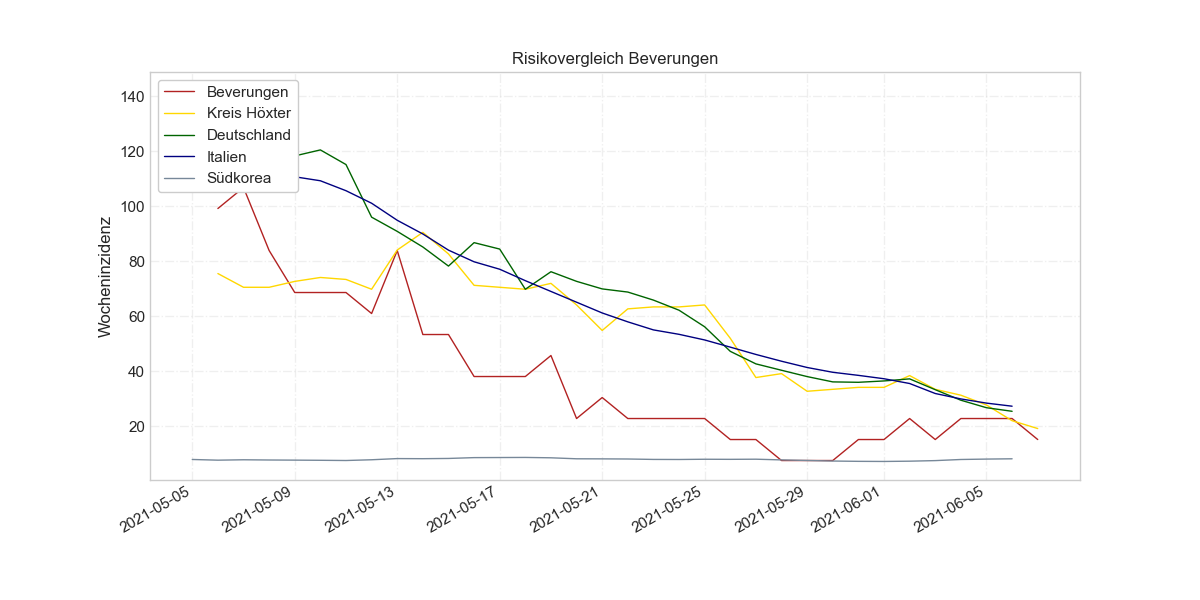 Risikovergleich Beverungen
Beverungen
Kreis Höxter
Deutschland
Italien
Südkorea
Wocheninzidenz
140
120
100
80
60
40
20
2021-05-05
2021-05-09
2021-05-13
2021-05-17
2021-05-21
2021-05-25
2021-05-29
2021-06-01
2021-06-05